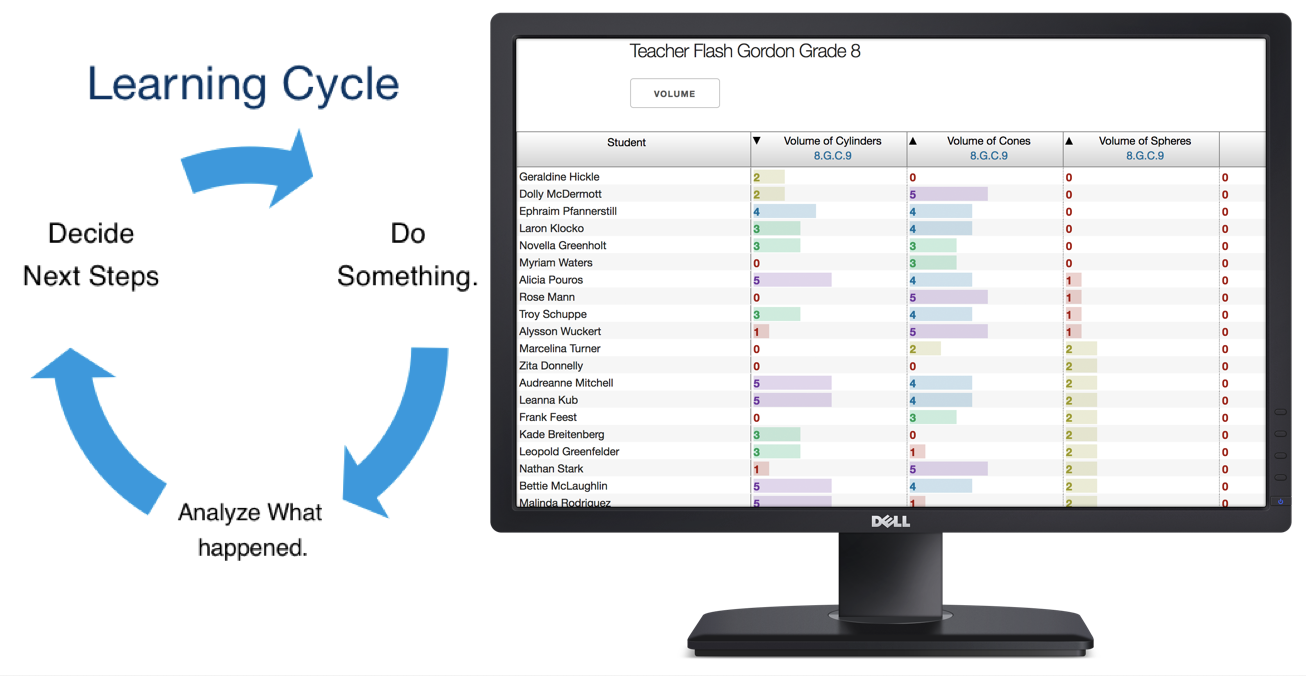 Learning Cycle
Decide
Next Steps
Do
Something.
Analyze What
happened.
Teacher Flash Gordon Grade 8
VOLUME
Student ▼ Volume of Cylinders ▲ Volume of Cones ▲ Volume of Spheres
8.G.C.9 8.G.C.9 8.G.C.9
Geraldine Hickle 2 0 0 0
Dolly McDermott 2 5 0 0
Ephraim Pfannerstill 4 4 0 0
Laron Klocko 3 4 0 0
Novella Greenholt 3 3 0 0
Myriam Waters 0 3 0 0
Alicia Pouros 5 4 1 0
Rose Mann 0 5 1 0
Troy Schuppe 3 4 1 0
Alysson Wuckert 1 5 1 0
Marcelina Turner 0 2 2 0
Zita Donnelly 0 0 2 0
Audreanne Mitchell 5 4 2 0
Leanna Kub 5 4 2 0
Frank Feest 0 3 2 0
Kade Breitenberg 3 0 2 0
Leopold Greenfelder 3 1 2 0
Nathan Stark 1 5 2 0
Bettie McLaughlin 5 4 2 0
Malinda Rodriguez 5 1 2 0
DELL